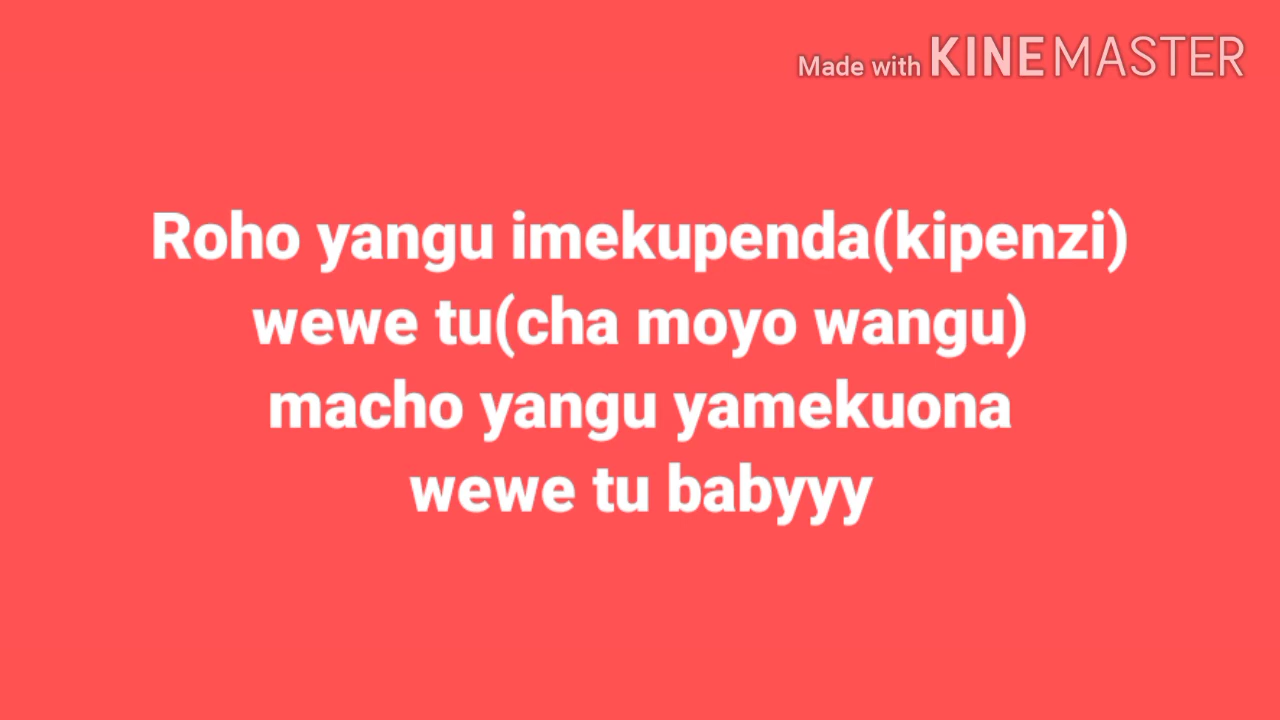 Made with KINEMASTER
Roho yangu imekupenda(kipenzi)
wewe tu(cha moyo wangu)
macho yangu yamekuona
wewe tu babyyy